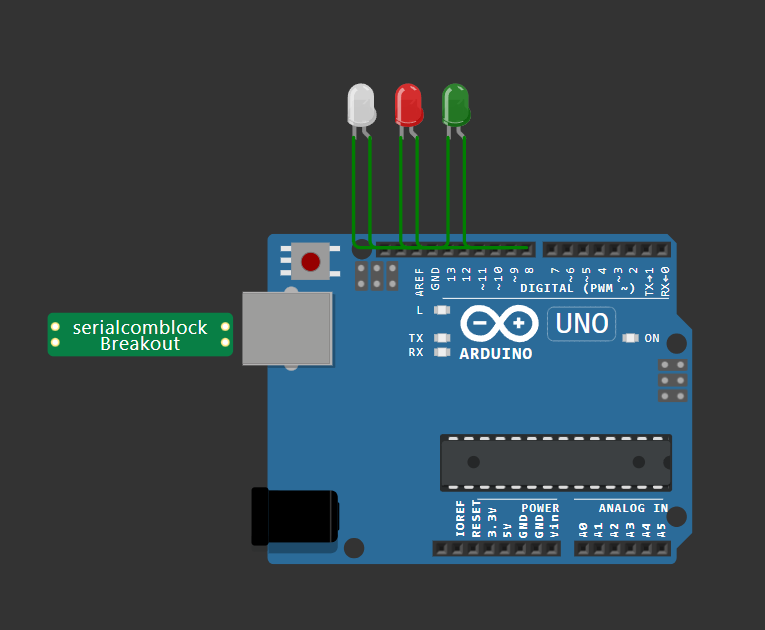 serialcomblock
Breakout
AREF
GND
13
12
~11
~10
~9
8
7
~6
~5
4
~3
2
TX→1
RX←0
DIGITAL (PWM ~)
L
TX
RX
ARDUINO
UNO
ON
POWER
ANALOG IN
IOREF
RESET
3.3V
5V
GND
GND
Vin
A0
A1
A2
A3
A4
A5